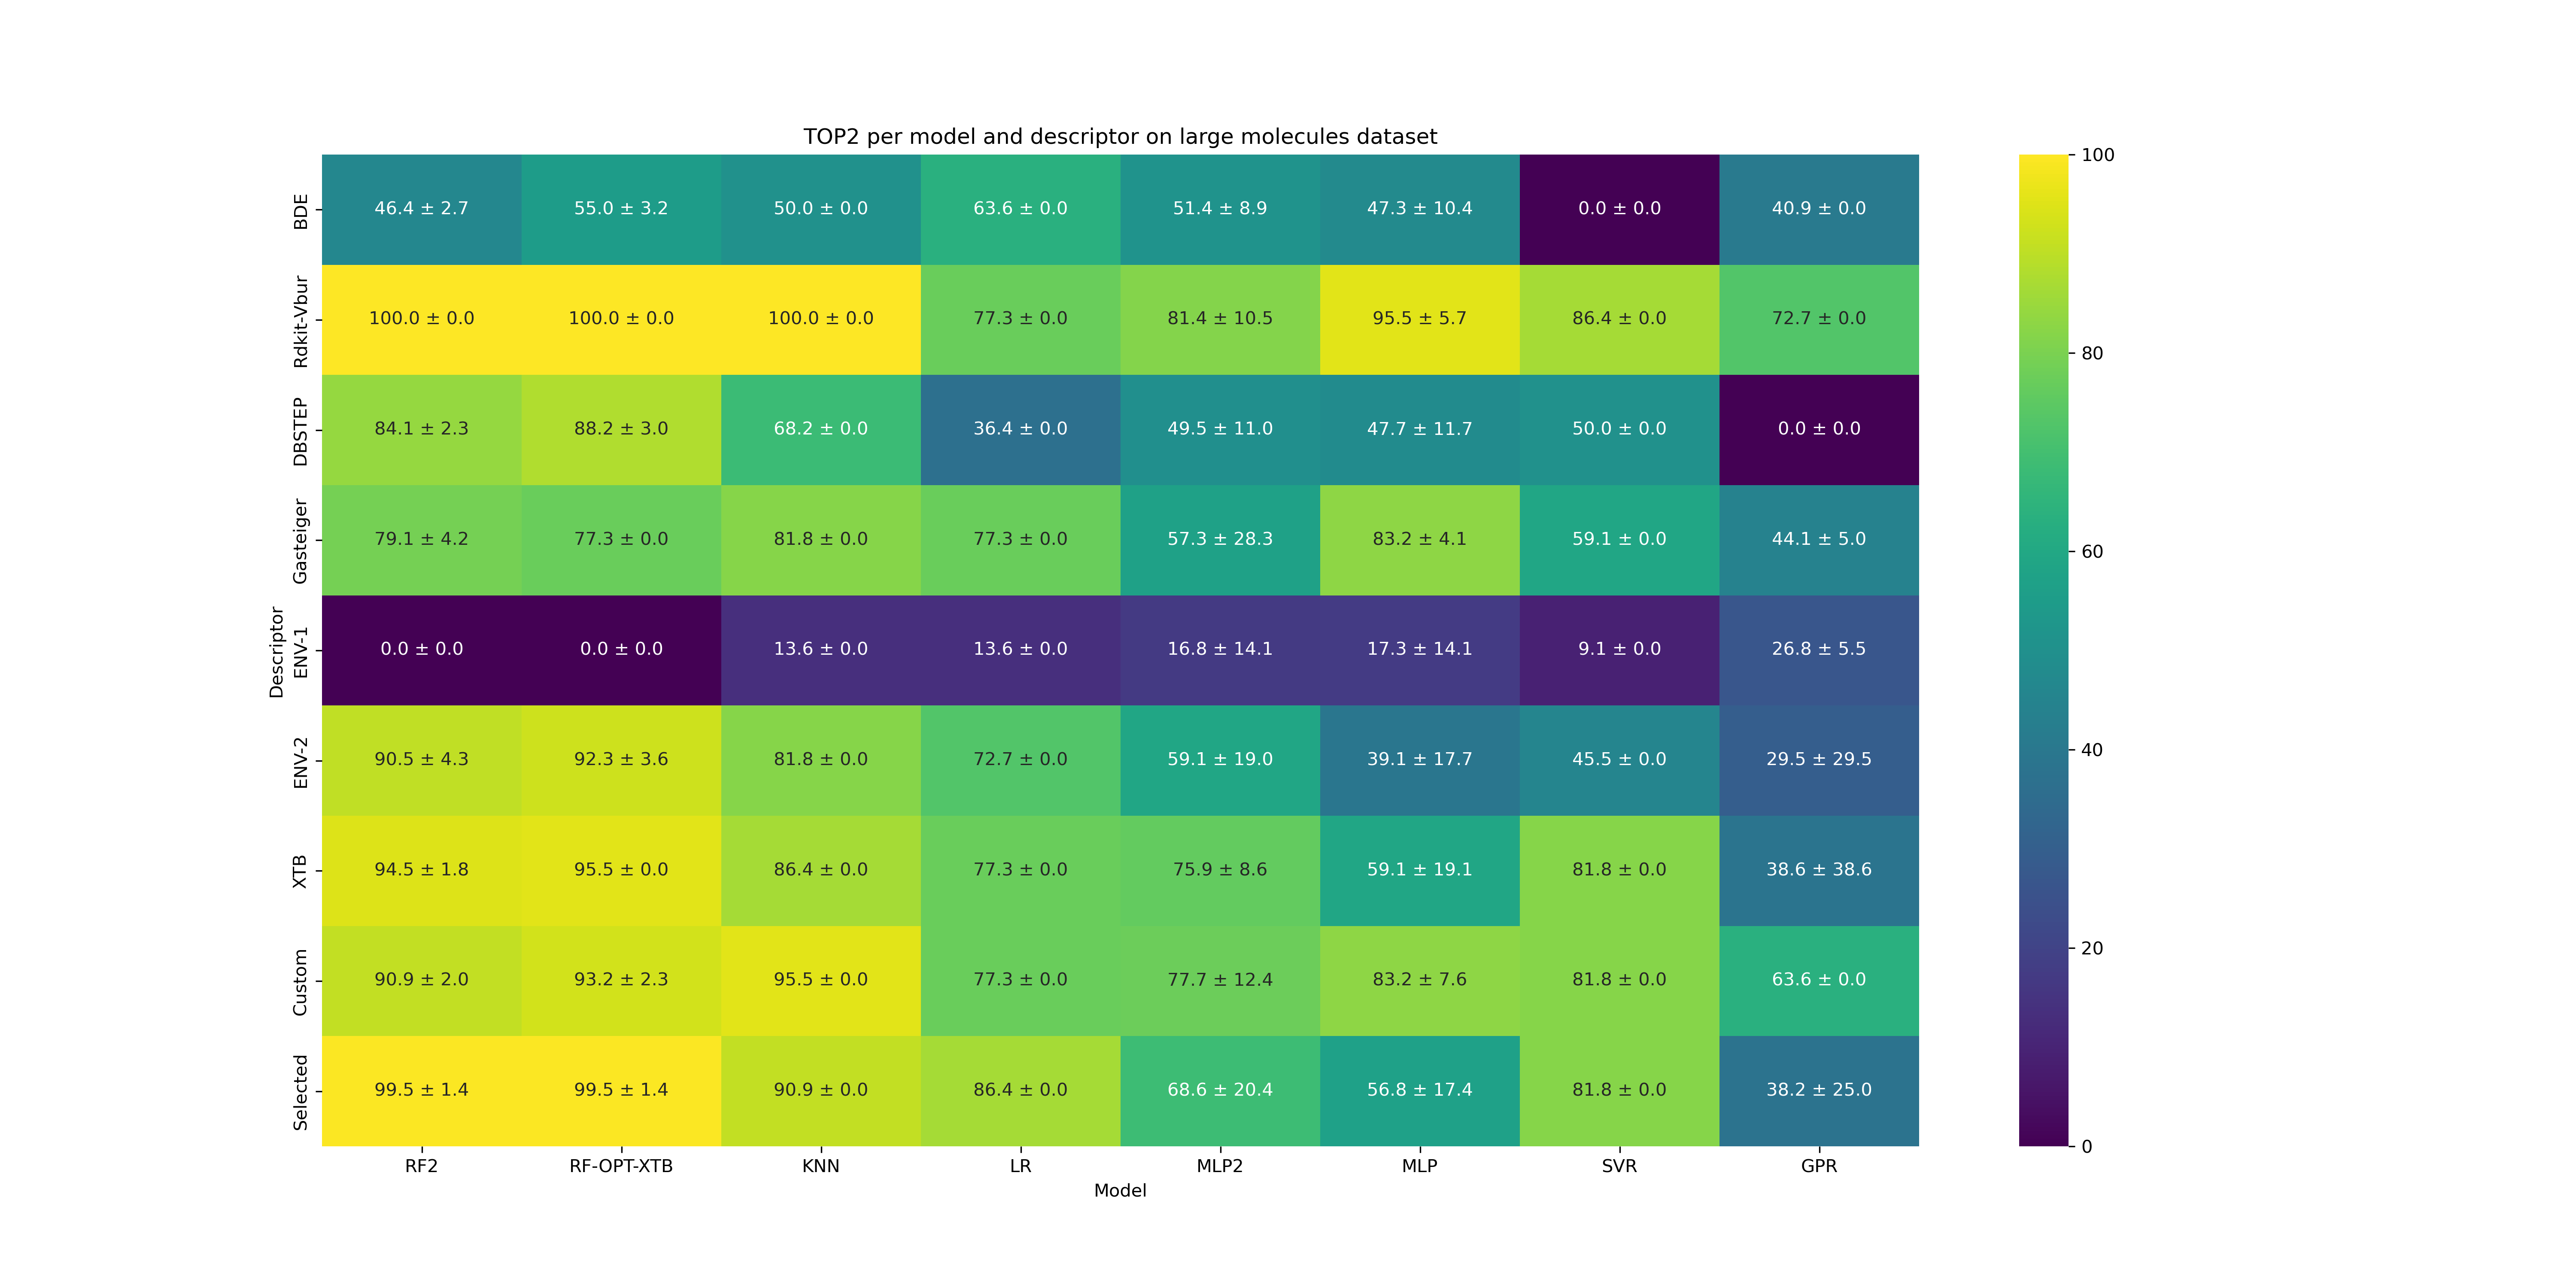 TOP2 per model and descriptor on large molecules dataset
Descriptor
BDE 46.4 ± 2.7 55.0 ± 3.2 50.0 ± 0.0 63.6 ± 0.0 51.4 ± 8.9 47.3 ± 10.4 0.0 ± 0.0 40.9 ± 0.0
Rdkit-Vbur 100.0 ± 0.0 100.0 ± 0.0 100.0 ± 0.0 77.3 ± 0.0 81.4 ± 10.5 95.5 ± 5.7 86.4 ± 0.0 72.7 ± 0.0
DBSTEP 84.1 ± 2.3 88.2 ± 3.0 68.2 ± 0.0 36.4 ± 0.0 49.5 ± 11.0 47.7 ± 11.7 50.0 ± 0.0 0.0 ± 0.0
Gasteiger 79.1 ± 4.2 77.3 ± 0.0 81.8 ± 0.0 77.3 ± 0.0 57.3 ± 28.3 83.2 ± 4.1 59.1 ± 0.0 44.1 ± 5.0
ENV-1 0.0 ± 0.0 0.0 ± 0.0 13.6 ± 0.0 13.6 ± 0.0 16.8 ± 14.1 17.3 ± 14.1 9.1 ± 0.0 26.8 ± 5.5
ENV-2 90.5 ± 4.3 92.3 ± 3.6 81.8 ± 0.0 72.7 ± 0.0 59.1 ± 19.0 39.1 ± 17.7 45.5 ± 0.0 29.5 ± 29.5
XTB 94.5 ± 1.8 95.5 ± 0.0 86.4 ± 0.0 77.3 ± 0.0 75.9 ± 8.6 59.1 ± 19.1 81.8 ± 0.0 38.6 ± 38.6
Custom 90.9 ± 2.0 93.2 ± 2.3 95.5 ± 0.0 77.3 ± 0.0 77.7 ± 12.4 83.2 ± 7.6 81.8 ± 0.0 63.6 ± 0.0
Selected 99.5 ± 1.4 99.5 ± 1.4 90.9 ± 0.0 86.4 ± 0.0 68.6 ± 20.4 56.8 ± 17.4 81.8 ± 0.0 38.2 ± 25.0
RF2 RF-OPT-XTB KNN LR MLP2 MLP SVR GPR
Model
100
80
60
40
20
0